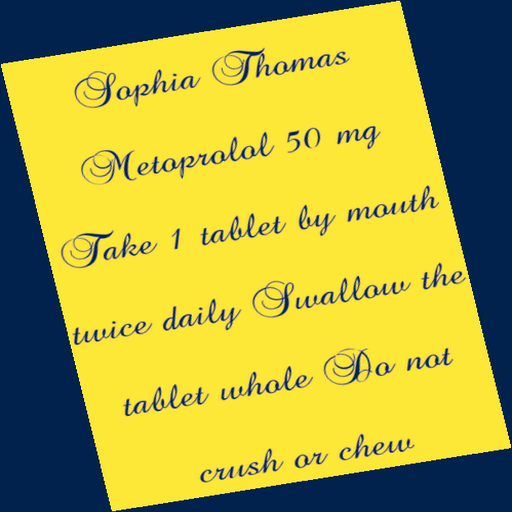 Sophia Thomas
Metoprolol 50 mg
Take 1 tablet by mouth
twice daily Swallow the
tablet whole Do not
crush or chew